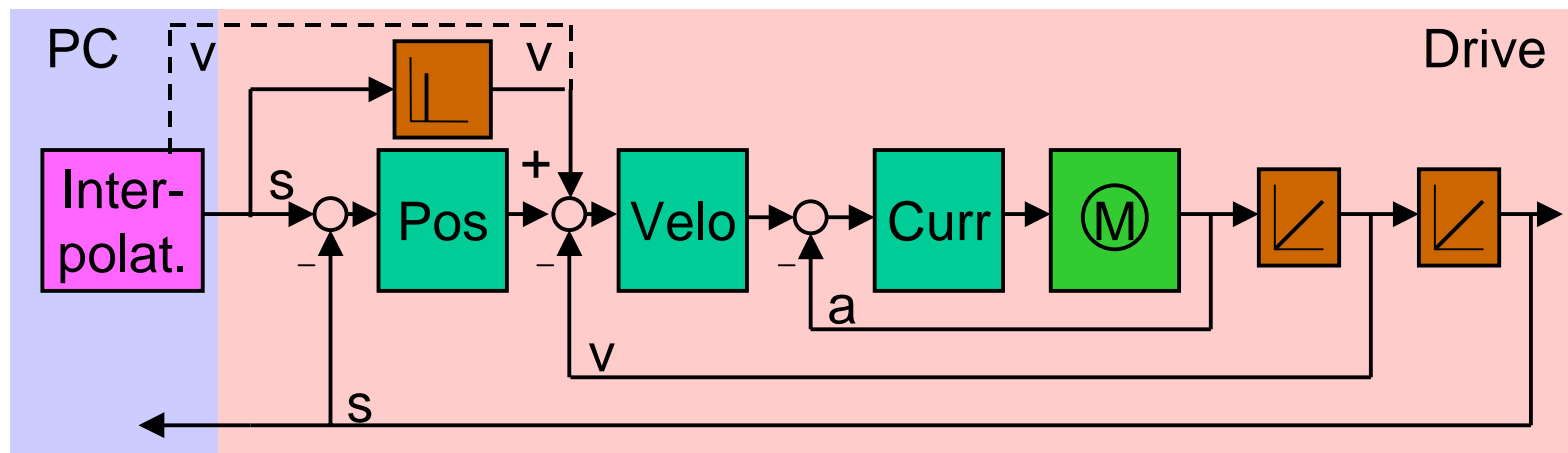 PC
v
v
Drive
Inter-
polat.
s
Pos
+
Velo
Curr
M
−
−
−
a
v
s